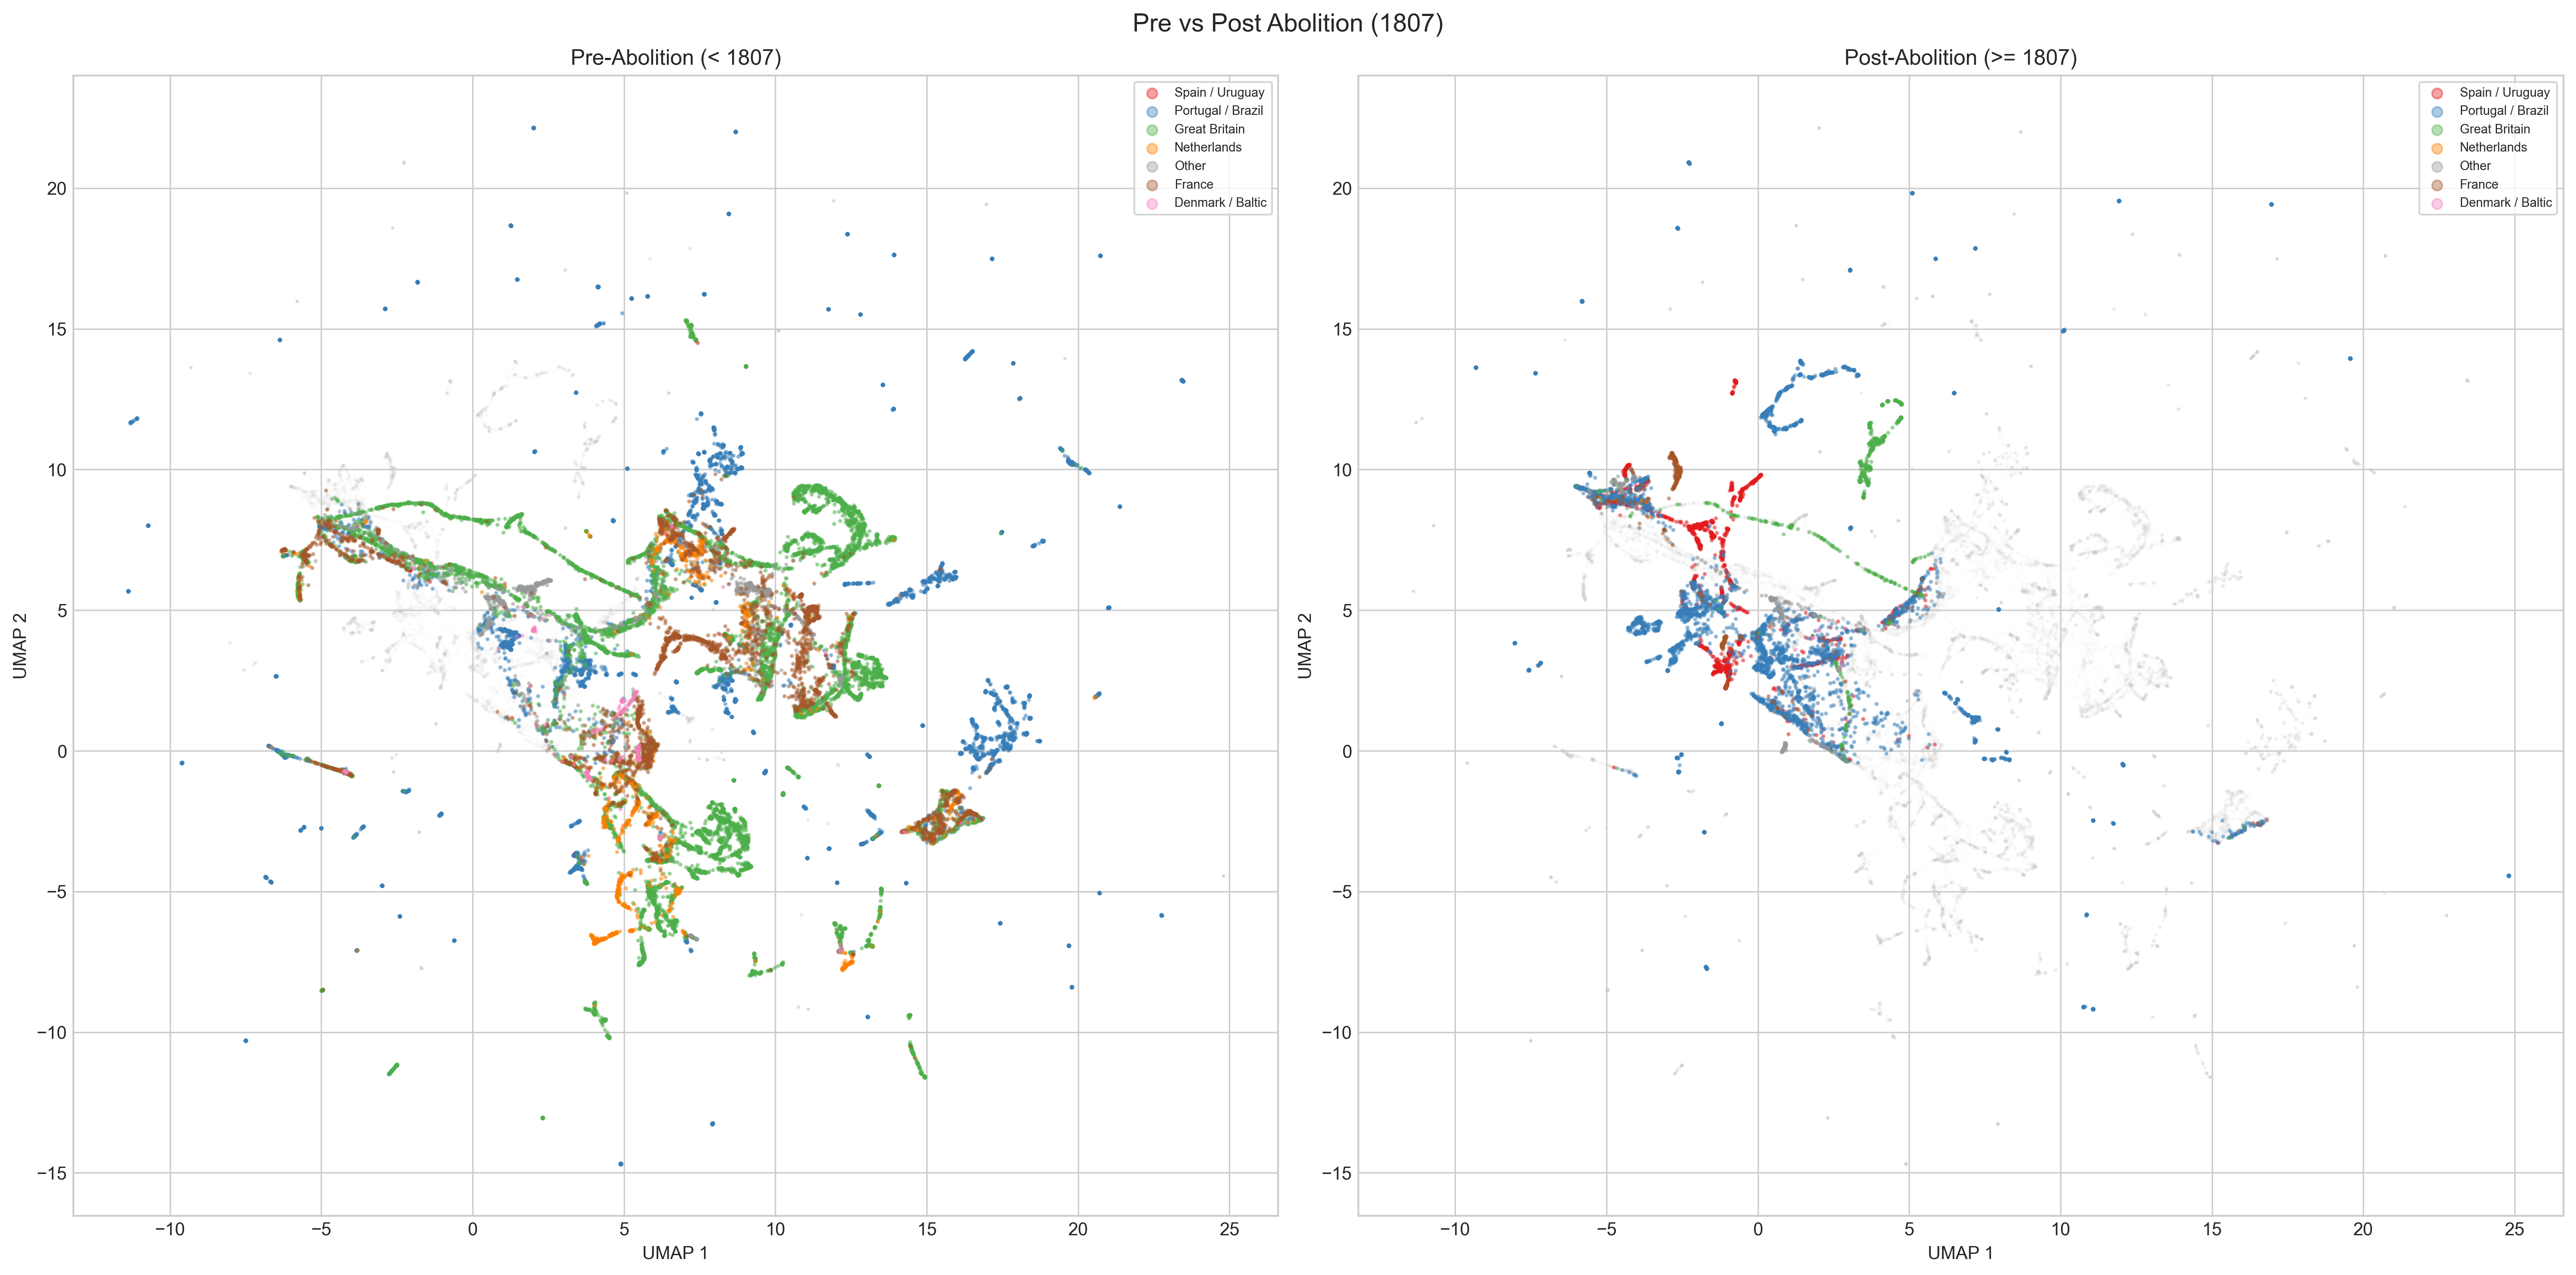 Pre vs Post Abolition (1807)
Pre-Abolition (< 1807)
Spain / Uruguay
Portugal / Brazil
Great Britain
Netherlands
Other
France
Denmark / Baltic
20
15
10
5
0
−5
−10
−15
UMAP 2
−10 −5 0 5 10 15 20 25
UMAP 1
Post-Abolition (>= 1807)
Spain / Uruguay
Portugal / Brazil
Great Britain
Netherlands
Other
France
Denmark / Baltic
20
15
10
5
0
−5
−10
−15
UMAP 2
−10 −5 0 5 10 15 20 25
UMAP 1